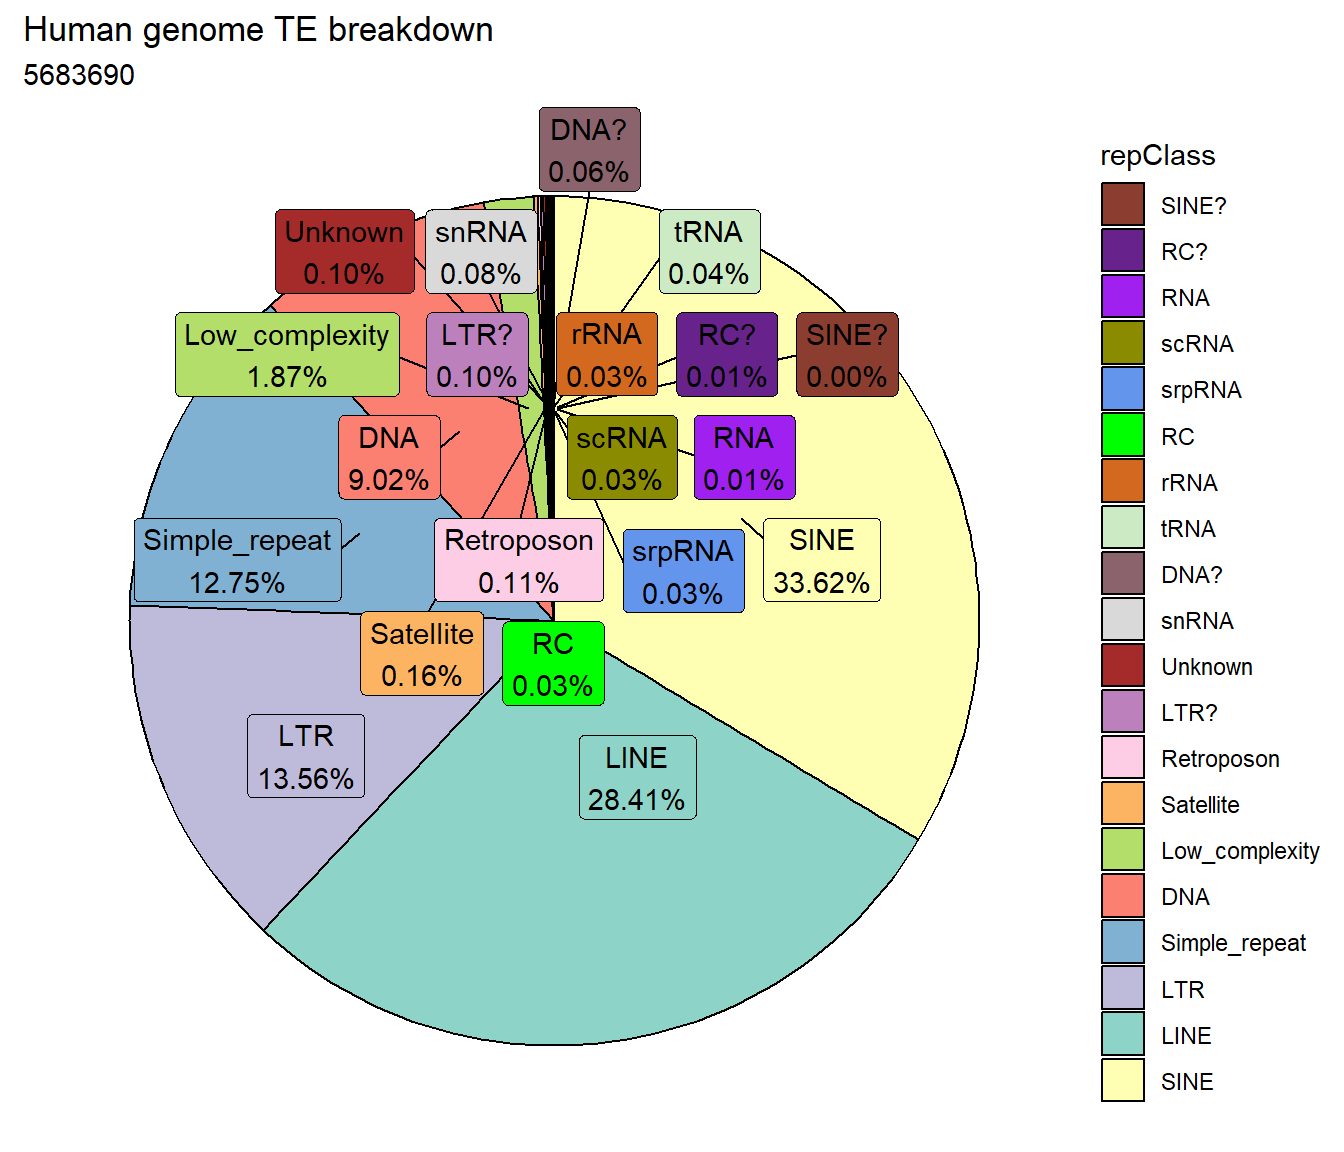 Human genome TE breakdown
5683690
DNA?
0.06%
Unknown
0.10%
snRNA
0.08%
tRNA
0.04%
Low_complexity
1.87%
LTR?
0.10%
rRNA
0.03%
RC?
0.01%
SINE?
0.00%
DNA
9.02%
scRNA
0.03%
RNA
0.01%
Simple_repeat
12.75%
Retroposon
0.11%
srpRNA
0.03%
SINE
33.62%
Satellite
0.16%
RC
0.03%
LTR
13.56%
LINE
28.41%
repClass
SINE?
RC?
RNA
scRNA
srpRNA
RC
rRNA
tRNA
DNA?
snRNA
Unknown
LTR?
Retroposon
Satellite
Low_complexity
DNA
Simple_repeat
LTR
LINE
SINE